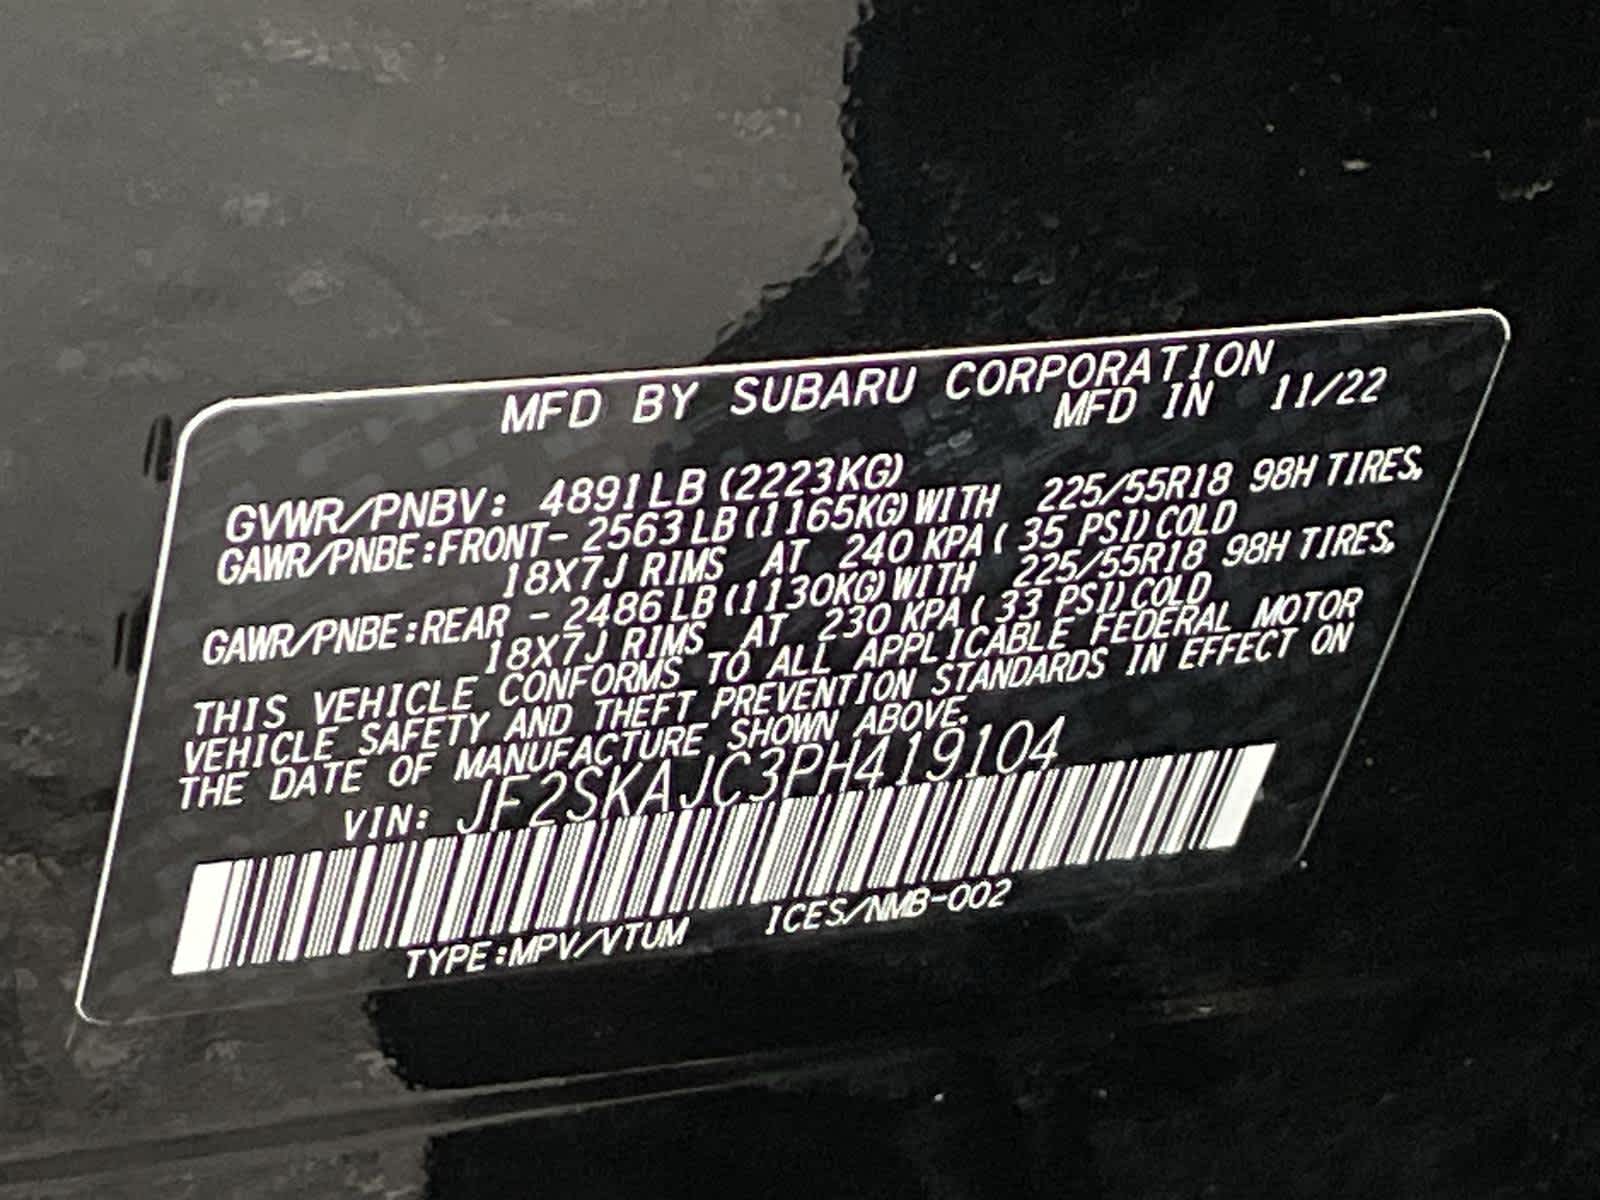 MFD BY SUBARU CORPORATION
MFD IN 11/22
GVWR/PNBV: 4891LB (2223KG)
GAWR/PNBE:FRONT- 2563LB(1165KG)WITH 225/55R18 98H TIRES,
18X7J RIMS AT 240 KPA( 35 PSI)COLD
GAWR/PNBE:REAR - 2486LB(1130KG)WITH 225/55R18 98H TIRES,
18X7J RIMS AT 230 KPA( 33 PSI)COLD
THIS VEHICLE CONFORMS TO ALL APPLICABLE FEDERAL MOTOR
VEHICLE SAFETY AND THEFT PREVENTION STANDARDS IN EFFECT ON
THE DATE OF MANUFACTURE SHOWN ABOVE.
VIN: JF2SKAJC3PH419104
TYPE:MPV/VTUM ICES/NMB-002